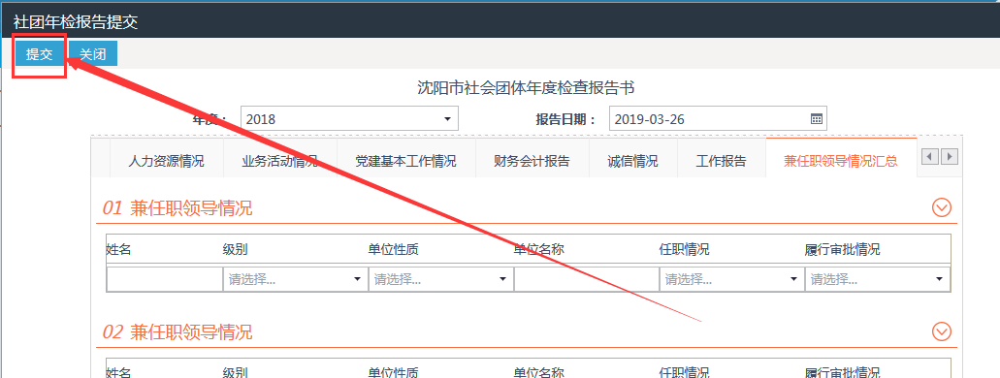 社团年检报告提交
提交 关闭
沈阳市社会团体年度检查报告书
年度： 2018 报告日期： 2019-03-26
人力资源情况 业务活动情况 党建基本工作情况 财务会计报告 诚信情况 工作报告 兼任职领导情况汇总
01 兼任职领导情况
姓名 级别 单位性质 单位名称 任职情况 履行审批情况
请选择... 请选择... 请选择... 请选择...
02 兼任职领导情况
姓名 级别 单位性质 单位名称 任职情况 履行审批情况